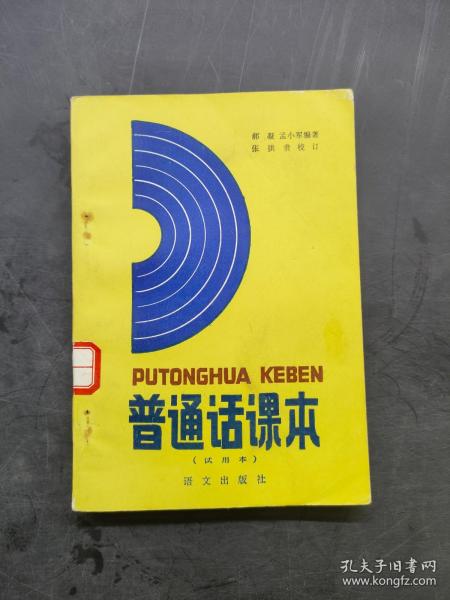 郝凝 孟小军编著
张拱贵校订
PUTONGHUA KEBEN
普通话课本
(试用本)
语文出版社
孔夫子旧书网
www.kongfz.com